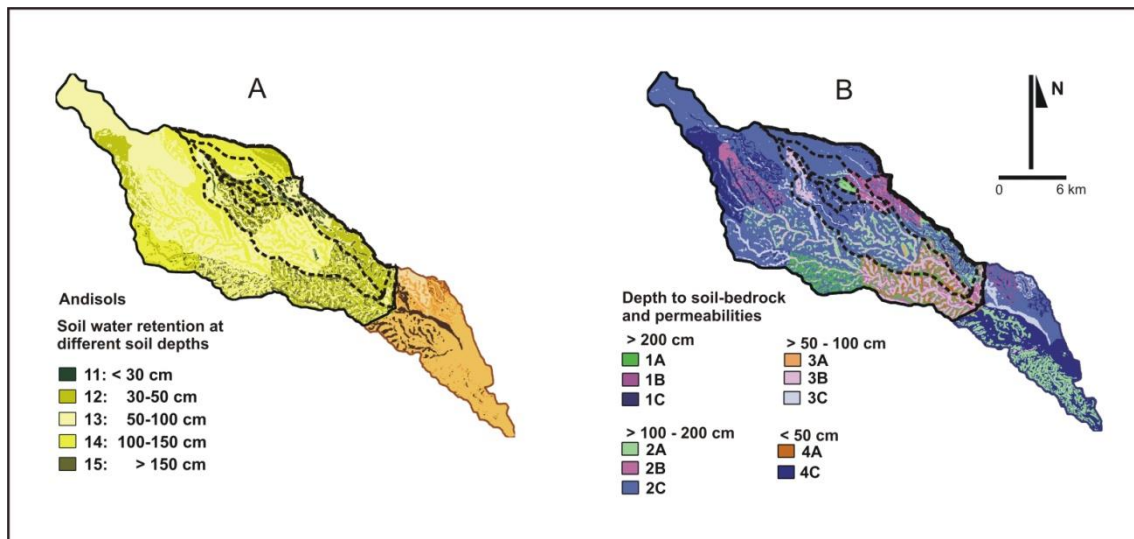 A
Andisols
Soil water retention at
different soil depths
11: < 30 cm
12: 30-50 cm
13: 50-100 cm
14: 100-150 cm
15: > 150 cm
B
N
0 6 km
Depth to soil-bedrock
and permeabilities
> 200 cm
1A
1B
1C
> 100 - 200 cm
2A
2B
2C
> 50 - 100 cm
3A
3B
3C
< 50 cm
4A
4C